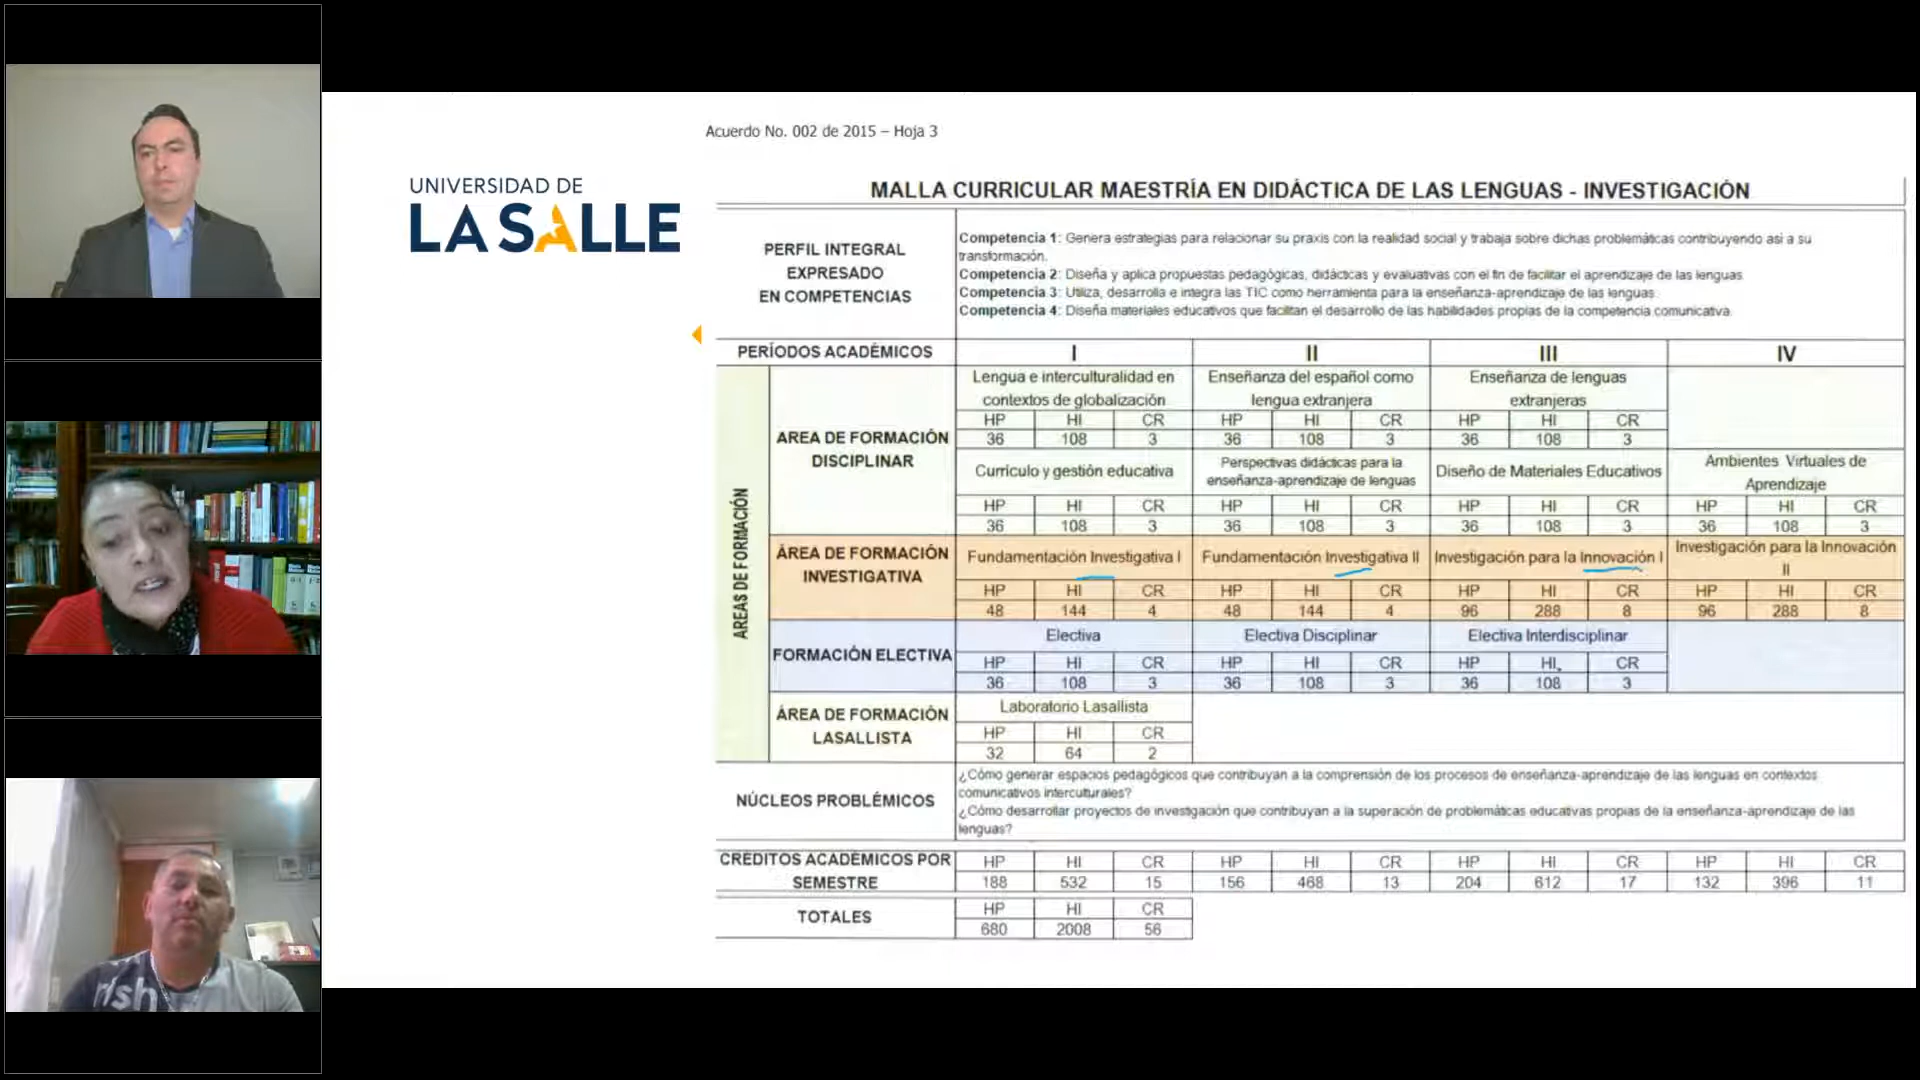 Acuerdo No. 002 de 2015 – Hoja 3
UNIVERSIDAD DE
LA SALLE
MALLA CURRICULAR MAESTRÍA EN DIDÁCTICA DE LAS LENGUAS - INVESTIGACIÓN
PERFIL INTEGRAL
EXPRESADO
EN COMPETENCIAS
Competencia 1: Genera estrategias para relacionar su praxis con la realidad social y trabaja sobre dichas problemáticas contribuyendo así a su
transformación.
Competencia 2: Diseña y aplica propuestas pedagógicas, didácticas y evaluativas con el fin de facilitar el aprendizaje de las lenguas
Competencia 3: Utiliza, desarrolla e integra las TIC como herramienta para la enseñanza-aprendizaje de las lenguas.
Competencia 4: Diseña materiales educativos que facilitan el desarrollo de las habilidades propias de la competencia comunicativa.
PERÍODOS ACADÉMICOS I II III IV
AREAS DE FORMACIÓN
AREA DE FORMACIÓN
DISCIPLINAR
Lengua e interculturalidad en
contextos de globalización
Enseñanza del español como
lengua extranjera
Enseñanza de lenguas
extranjeras
HP HI CR HP HI CR HP HI CR
36 108 3 36 108 3 36 108 3
Currículo y gestión educativa
Perspectivas didácticas para la
enseñanza-aprendizaje de lenguas
Diseño de Materiales Educativos
Ambientes Virtuales de
Aprendizaje
HP HI CR HP HI CR HP HI CR HP HI CR
36 108 3 36 108 3 36 108 3 36 108 3
ÁREA DE FORMACIÓN
INVESTIGATIVA
Fundamentación Investigativa I
Fundamentación Investigativa II
Investigación para la Innovación I
Investigación para la Innovación
II
HP HI CR HP HI CR HP HI CR HP HI CR
48 144 4 48 144 4 96 288 8 96 288 8
FORMACIÓN ELECTIVA
Electiva Electiva Disciplinar Electiva Interdisciplinar
HP HI CR HP HI CR HP HI CR
36 108 3 36 108 3 36 108 3
ÁREA DE FORMACIÓN
LASALLISTA
Laboratorio Lasallista
HP HI CR
32 64 2
NÚCLEOS PROBLÉMICOS
¿Cómo generar espacios pedagógicos que contribuyan a la comprensión de los procesos de enseñanza-aprendizaje de las lenguas en contextos
comunicativos interculturales?
¿Cómo desarrollar proyectos de investigación que contribuyan a la superación de problemáticas educativas propias de la enseñanza-aprendizaje de las
lenguas?
CRÉDITOS ACADÉMICOS POR
SEMESTRE
HP HI CR HP HI CR HP HI CR HP HI CR
188 532 15 156 468 13 204 612 17 132 396 11
TOTALES
HP HI CR
680 2008 56